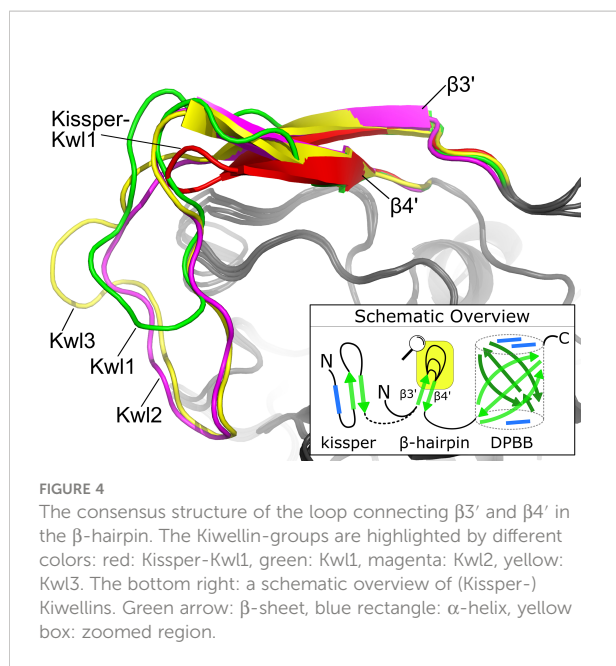 β3′
Kissper-
Kwl1
β4′
Kwl3
Kwl1
Kwl2
Schematic Overview
N
N
C
β3′
β4′
kissper
β-hairpin
DPBB
FIGURE 4
The consensus structure of the loop connecting β3′ and β4′ in
the β-hairpin. The Kiwellin-groups are highlighted by different
colors: red: Kissper-Kwl1, green: Kwl1, magenta: Kwl2, yellow:
Kwl3. The bottom right: a schematic overview of (Kissper-)
Kiwellins. Green arrow: β-sheet, blue rectangle: α-helix, yellow
box: zoomed region.